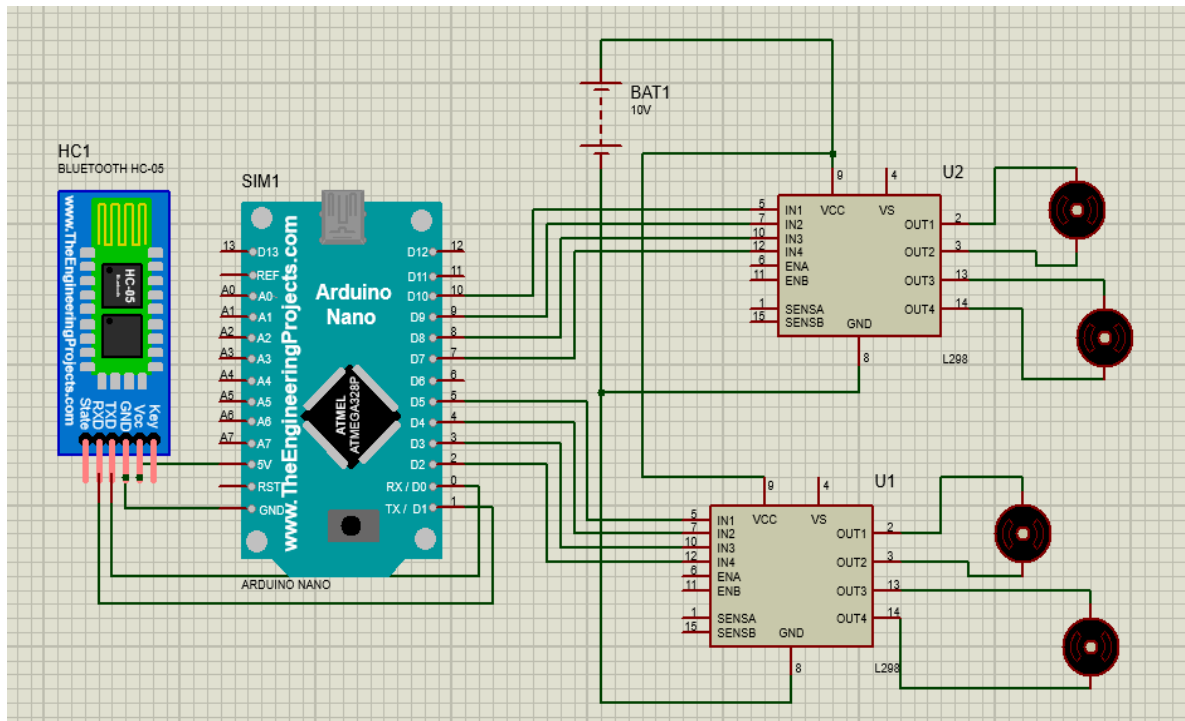 HC1
BLUETOOTH HC-05
www.TheEngineeringProjects.com
HC-05
Bluetooth
State
RXD
TXD
GND
Vcc
Key
SIM1
www.TheEngineeringProjects.com
Arduino
Nano
ATMEL
ATMEGA328P
13 D13
REF
A0 A0
A1 A1
A2 A2
A3 A3
A4 A4
A5 A5
A6 A6
A7 A7
5V
RST
GND
D12 12
D11 11
D10 10
D9 9
D8 8
D7 7
D6 6
D5 5
D4 4
D3 3
D2 2
RX / D0 0
TX / D1 1
ARDUINO NANO
BAT1
10V
U2
9 4
VCC VS
5 IN1
7 IN2
10 IN3
12 IN4
6 ENA
11 ENB
1 SENSA
15 SENSB
OUT1 2
OUT2 3
OUT3 13
OUT4 14
GND
8
L298
U1
9 4
VCC VS
5 IN1
7 IN2
10 IN3
12 IN4
6 ENA
11 ENB
1 SENSA
15 SENSB
OUT1 2
OUT2 3
OUT3 13
OUT4 14
GND
8
L298